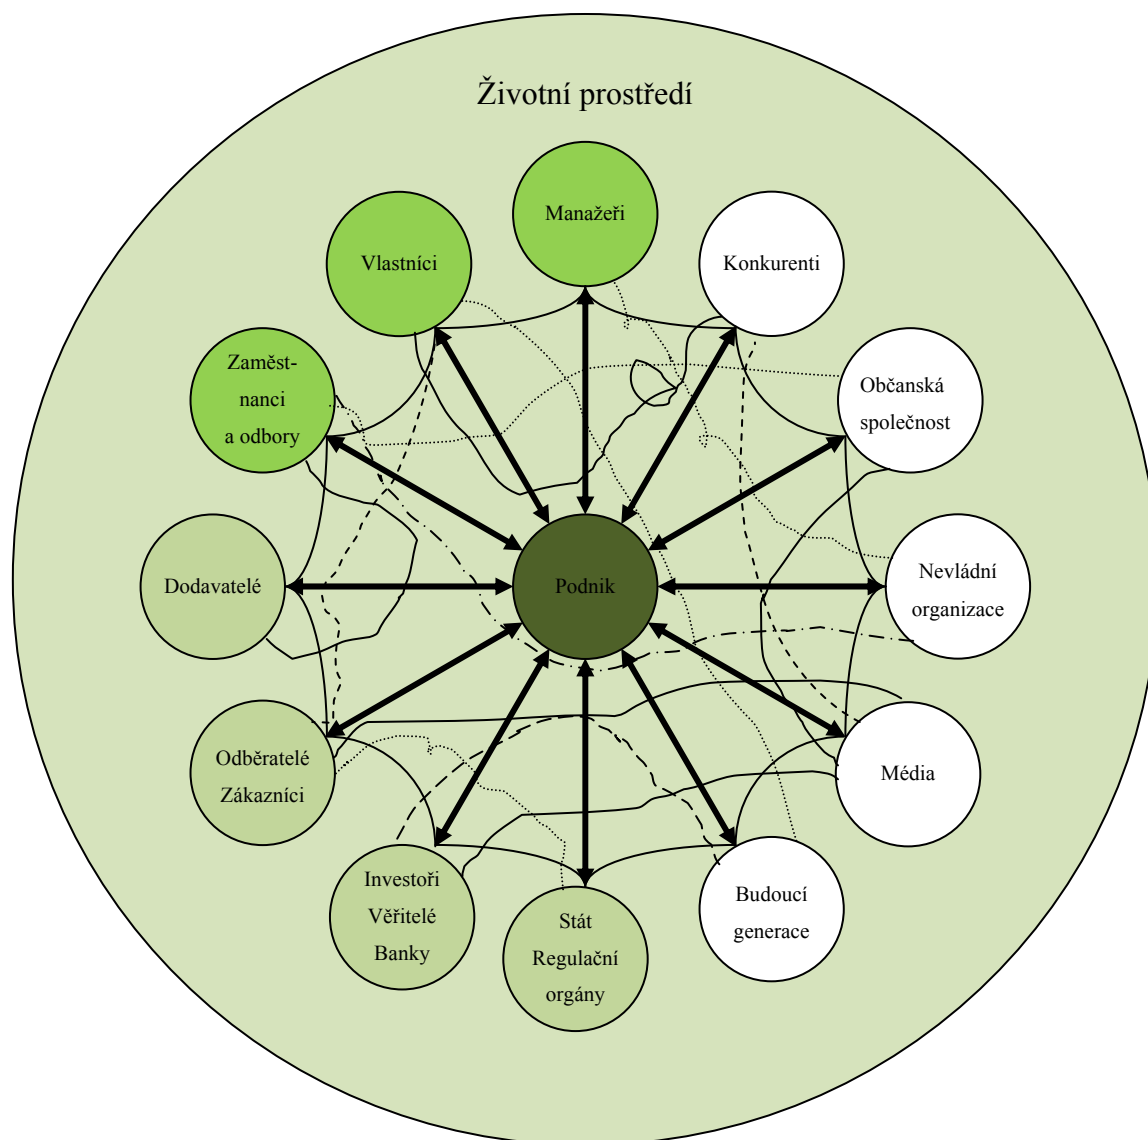 Životní prostředí
Manažeři
Vlastníci
Konkurenti
Zaměst-
nanci
a odbory
Občanská
společnost
Dodavatelé
Podnik
Nevládní
organizace
Odběratelé
Zákazníci
Média
Investoři
Věřitelé
Banky
Stát
Regulační
orgány
Budoucí
generace